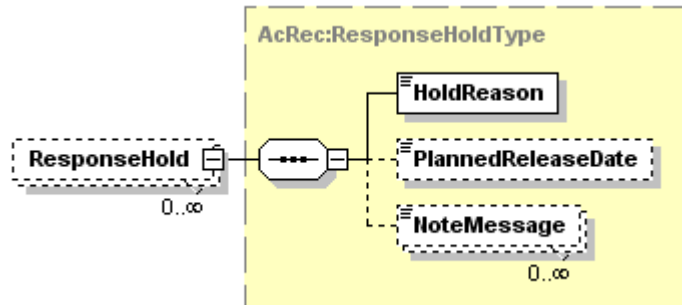 AcRec:ResponseHoldType
HoldReason
ResponseHold
0..∞
PlannedReleaseDate
NoteMessage
0..∞